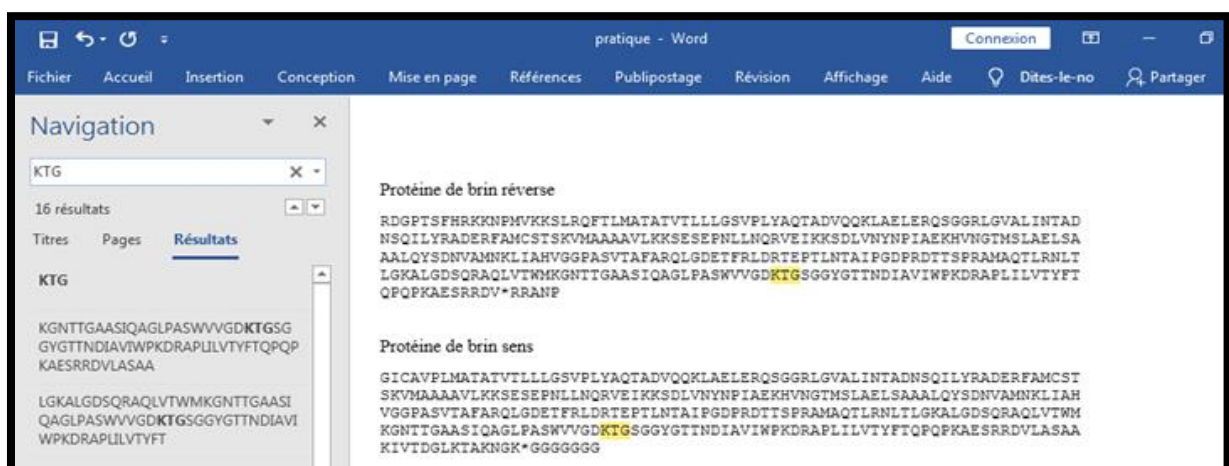 pratique - Word
Connexion
Fichier Accueil Insertion Conception Mise en page Références Publipostage Révision Affichage Aide Dites-le-no Partager
Navigation
KTG
16 résultats
Titres Pages Résultats
KTG
KGNTTGAASIQAGLPASWVVGDKTGSG
GYGTTNDIAVIWPKDRAPLILVTYFTQPQP
KAESRRDVLASAA
LGKALGDSQRAQLVTWMKGNTTGAASI
QAGLPASWVVGDKTGSGGYGTTNDIAVI
WPKDRAPLILVTYFT
Protéine de brin réverse
RDGPTSFHRKKNPMVKKSLRQFTLMATATVTLLLGSVPLYAQTADVQQKLAELERQSGGRLGVALINTAD
NSQILYRADERFAMCSTSKVMAAAAVLKKSESEPNLLNQRVEIKKSDLVNYNPIAEKHVNGTMSLAELSA
AALQYSDNVAMNKLIAHVGGPASVTAFARQLGDETFRLDRTEPTLNTAIPGDPRDTTSPRAMAQTLRNLT
LGKALGDSQRAQLVTWMKGNTTGAASIQAGLPASWVVGDKTGSGGYGTTNDIAVIWPKDRAPLILVTYFT
QPQPKAESRRDV*RRANP
Protéine de brin sens
GICAVPLMATATVTLLLGSVPLYAQTADVQQKLAELERQSGGRLGVALINTADNSQILYRADERFAMCST
SKVMAAAAVLKKSESEPNLLNQRVEIKKSDLVNYNPIAEKHVNGTMSLAELSAAALQYSDNVAMNKLIAH
VGGPASVTAFARQLGDETFRLDRTEPTLNTAIPGDPRDTTSPRAMAQTLRNLTLGKALGDSQRAQLVTWM
KGNTTGAASIQAGLPASWVVGDKTGSGGYGTTNDIAVIWPKDRAPLILVTYFTQPQPKAESRRDVLASAA
KIVTDGLKTAKNGK*GGGGGGG